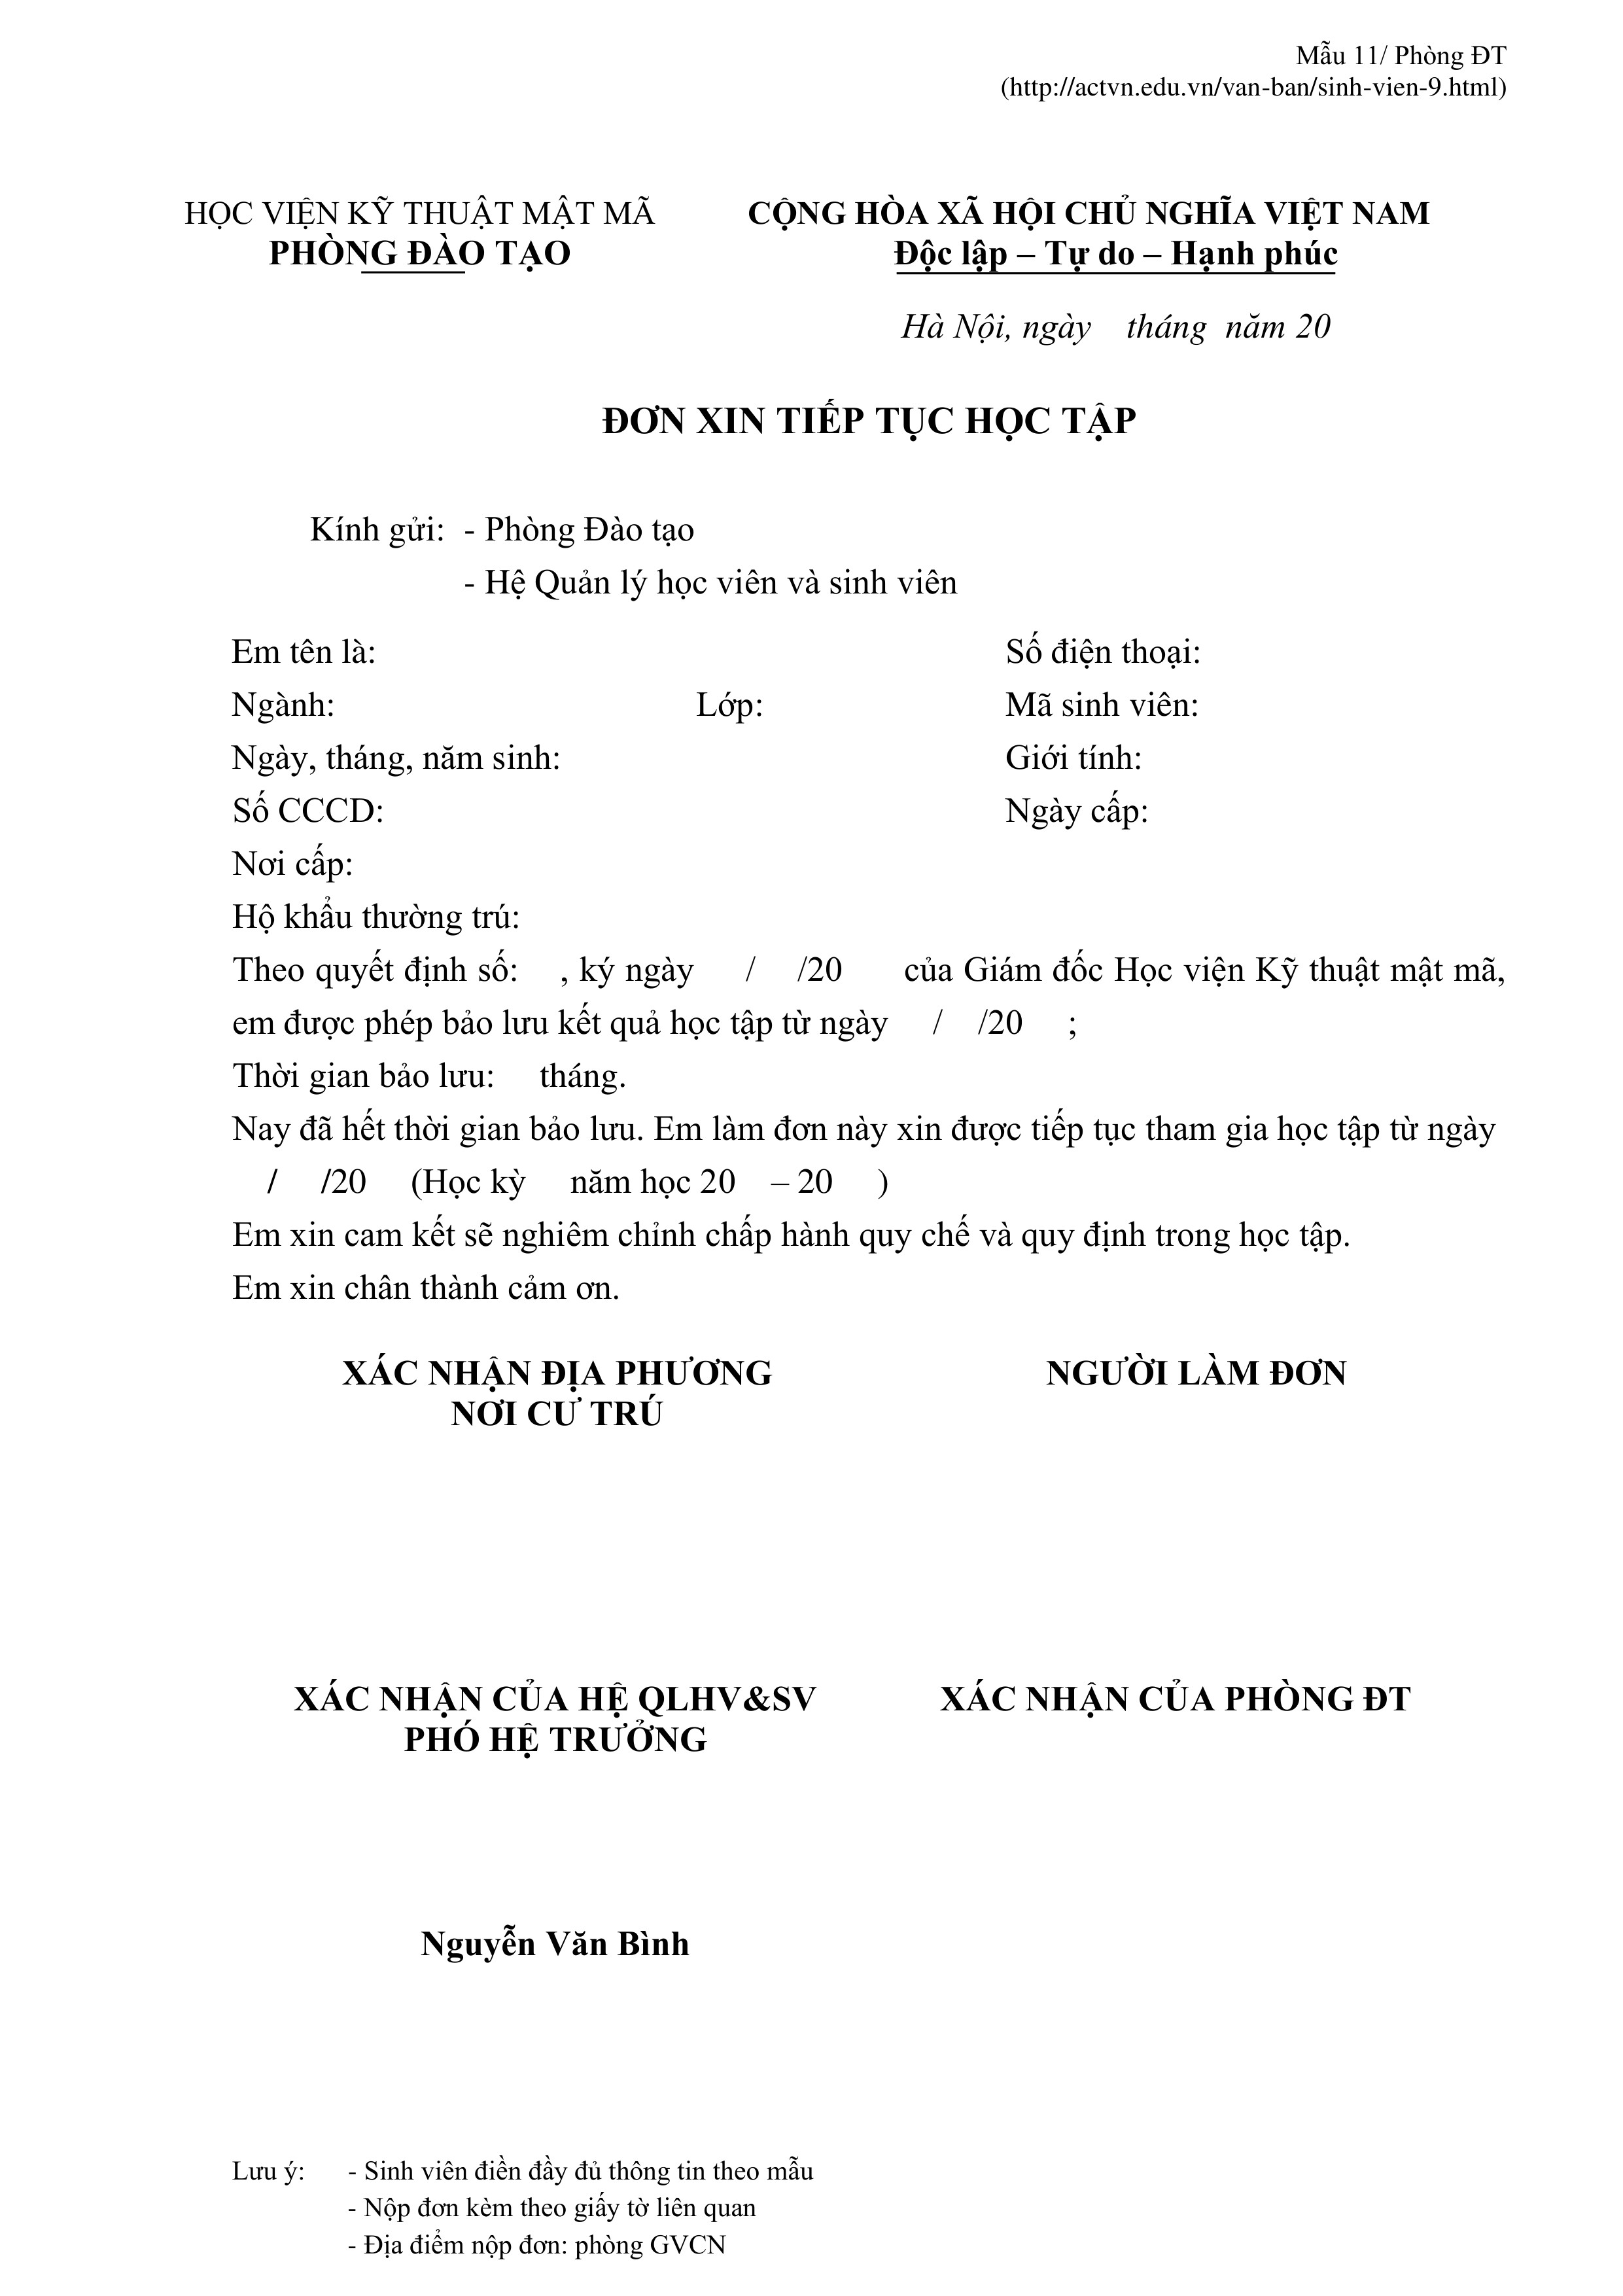 Mẫu 11/ Phòng ĐT
(http://actvn.edu.vn/van-ban/sinh-vien-9.html)
HỌC VIỆN KỸ THUẬT MẬT MÃ
PHÒNG ĐÀO TẠO
CỘNG HÒA XÃ HỘI CHỦ NGHĨA VIỆT NAM
Độc lập – Tự do – Hạnh phúc
Hà Nội, ngày tháng năm 20
ĐƠN XIN TIẾP TỤC HỌC TẬP
Kính gửi: - Phòng Đào tạo
- Hệ Quản lý học viên và sinh viên
Em tên là: Số điện thoại:
Ngành: Lớp: Mã sinh viên:
Ngày, tháng, năm sinh: Giới tính:
Số CCCD: Ngày cấp:
Nơi cấp:
Hộ khẩu thường trú:
Theo quyết định số: , ký ngày / /20 của Giám đốc Học viện Kỹ thuật mật mã,
em được phép bảo lưu kết quả học tập từ ngày / /20 ;
Thời gian bảo lưu: tháng.
Nay đã hết thời gian bảo lưu. Em làm đơn này xin được tiếp tục tham gia học tập từ ngày
/ /20 (Học kỳ năm học 20 – 20 )
Em xin cam kết sẽ nghiêm chỉnh chấp hành quy chế và quy định trong học tập.
Em xin chân thành cảm ơn.
XÁC NHẬN ĐỊA PHƯƠNG
NƠI CƯ TRÚ
NGƯỜI LÀM ĐƠN
XÁC NHẬN CỦA HỆ QLHV&SV
PHÓ HỆ TRƯỞNG
XÁC NHẬN CỦA PHÒNG ĐT
Nguyễn Văn Bình
Lưu ý: - Sinh viên điền đầy đủ thông tin theo mẫu
- Nộp đơn kèm theo giấy tờ liên quan
- Địa điểm nộp đơn: phòng GVCN